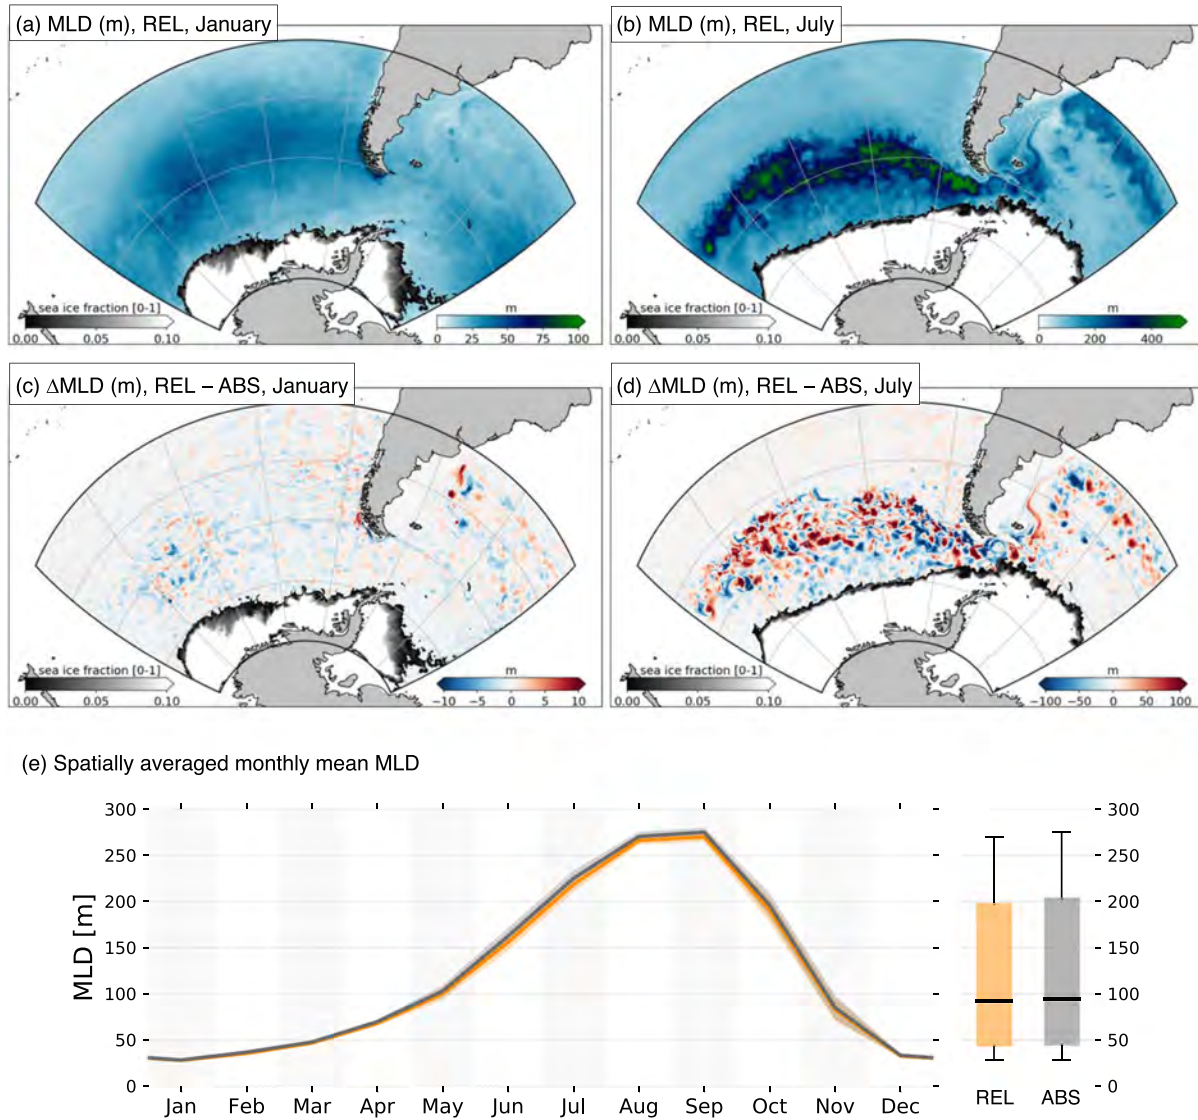 (a) MLD (m), REL, January
(b) MLD (m), REL, July
sea ice fraction [0-1]
0.00 0.05 0.10
m
0 25 50 75 100
sea ice fraction [0-1]
0.00 0.05 0.10
m
0 200 400
(c) ΔMLD (m), REL – ABS, January
(d) ΔMLD (m), REL – ABS, July
sea ice fraction [0-1]
0.00 0.05 0.10
m
−10 −5 0 5 10
sea ice fraction [0-1]
0.00 0.05 0.10
m
−100 −50 0 50 100
(e) Spatially averaged monthly mean MLD
MLD [m]
300
250
200
150
100
50
0
Jan Feb Mar Apr May Jun Jul Aug Sep Oct Nov Dec
REL ABS
300
250
200
150
100
50
0